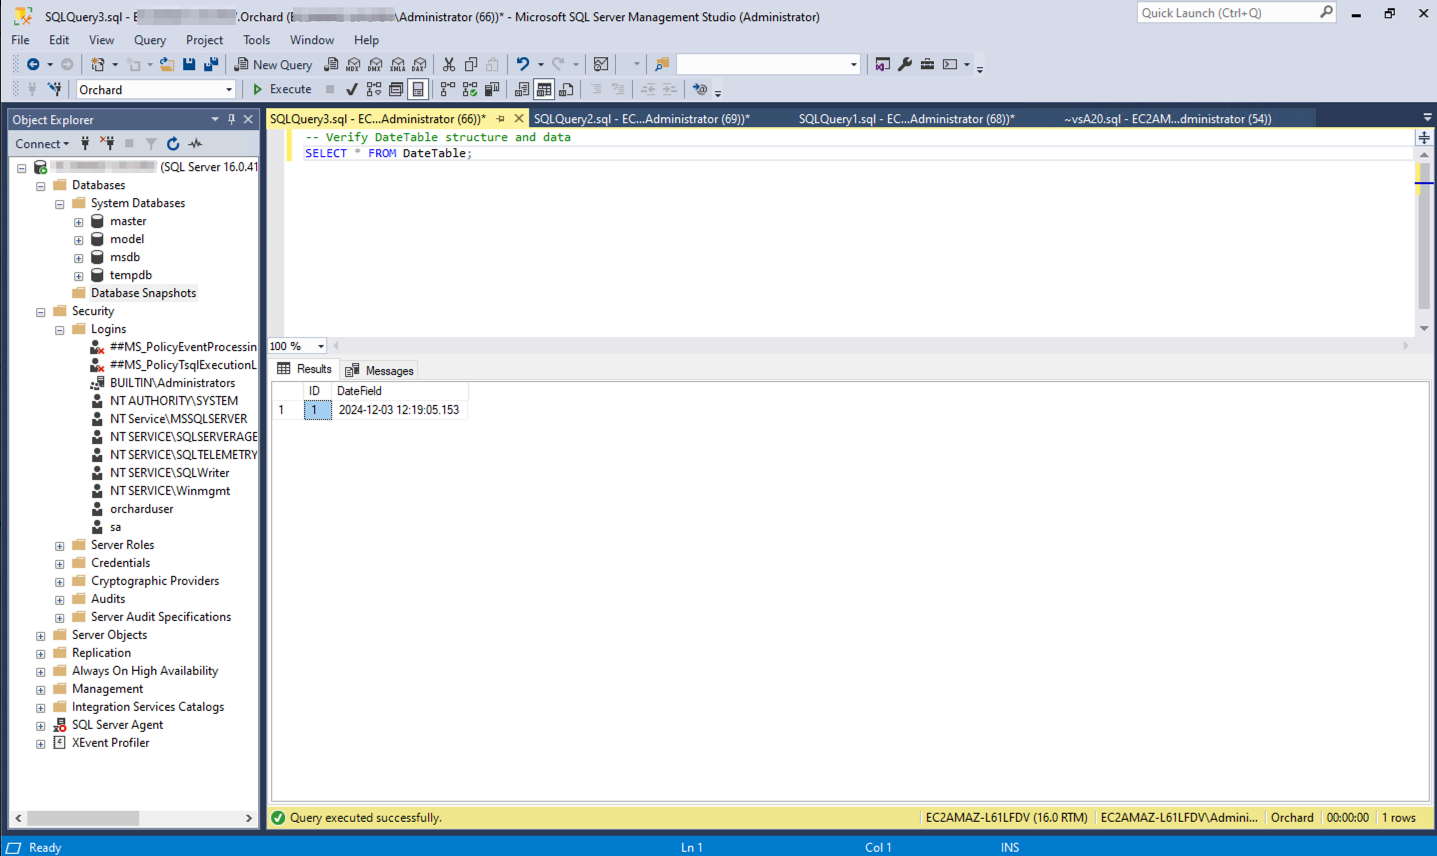 SQLQuery3.sql - E .Orchard (E \Administrator (66))* - Microsoft SQL Server Management Studio (Administrator)
Quick Launch (Ctrl+Q)
File Edit View Query Project Tools Window Help
New Query MDX DMX XMLA DAX
Orchard Execute
Object Explorer
SQLQuery3.sql - EC...Administrator (66))* SQLQuery2.sql - EC...Administrator (69))* SQLQuery1.sql - EC...Administrator (68))* ~vsA20.sql - EC2AM...dministrator (54))
Connect
(SQL Server 16.0.41
Databases
System Databases
master
model
msdb
tempdb
Database Snapshots
Security
Logins
##MS_PolicyEventProcessin
##MS_PolicyTsqlExecutionL
BUILTIN\Administrators
NT AUTHORITY\SYSTEM
NT Service\MSSQLSERVER
NT SERVICE\SQLSERVERAGE
NT SERVICE\SQLTELEMETRY
NT SERVICE\SQLWriter
NT SERVICE\Winmgmt
orcharduser
sa
Server Roles
Credentials
Cryptographic Providers
Audits
Server Audit Specifications
Server Objects
Replication
Always On High Availability
Management
Integration Services Catalogs
SQL Server Agent
XEvent Profiler
-- Verify DateTable structure and data
SELECT * FROM DateTable;
100 %
Results Messages
ID DateField
1 1 2024-12-03 12:19:05.153
Query executed successfully. EC2AMAZ-L61LFDV (16.0 RTM) EC2AMAZ-L61LFDV\Admini... Orchard 00:00:00 1 rows
Ready Ln 1 Col 1 INS